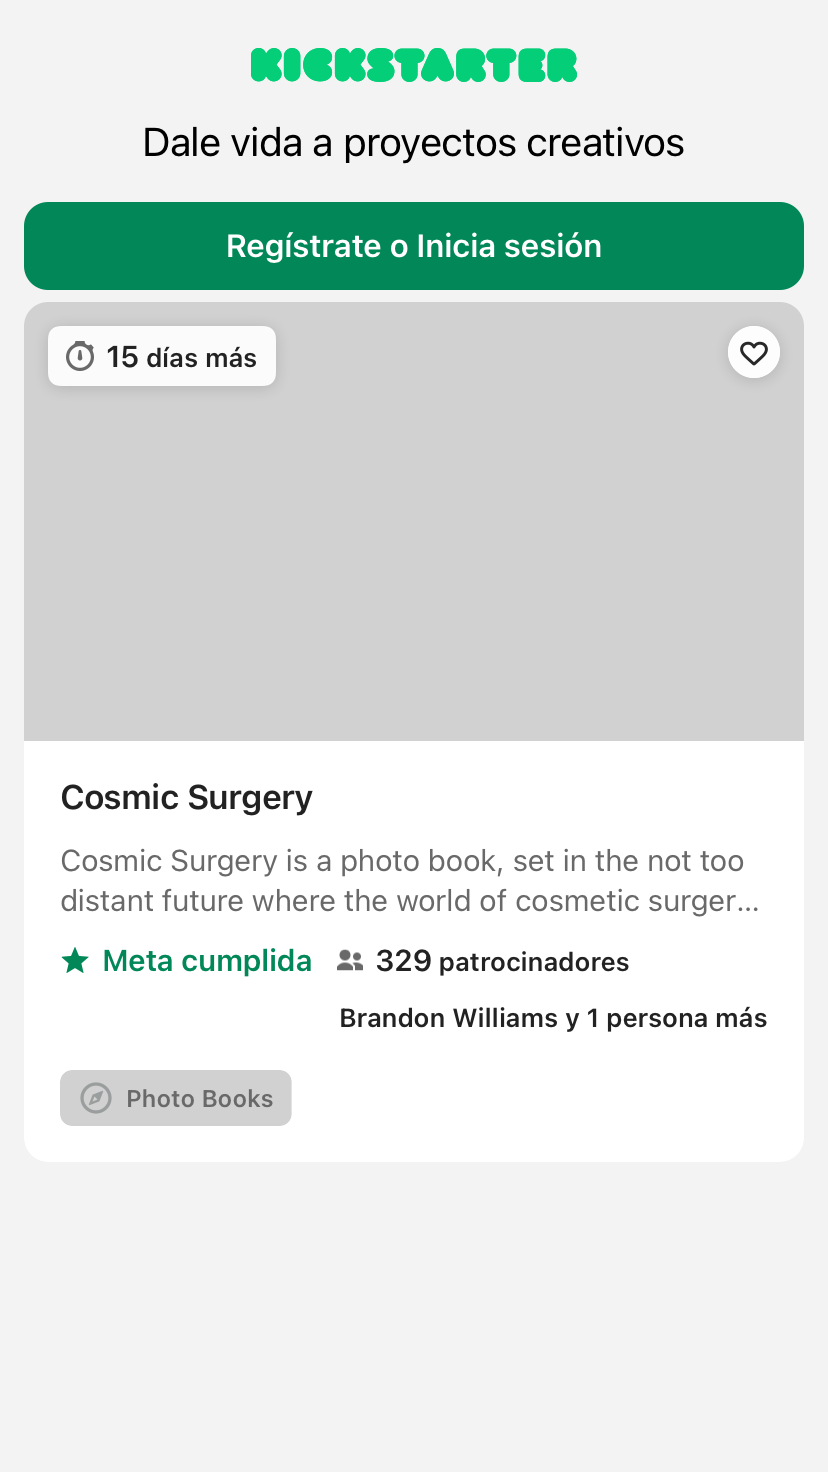 KICKSTARTER
Dale vida a proyectos creativos
Regístrate o Inicia sesión
15 días más
Cosmic Surgery
Cosmic Surgery is a photo book, set in the not too
distant future where the world of cosmetic surger…
Meta cumplida 329 patrocinadores
Brandon Williams y 1 persona más
Photo Books